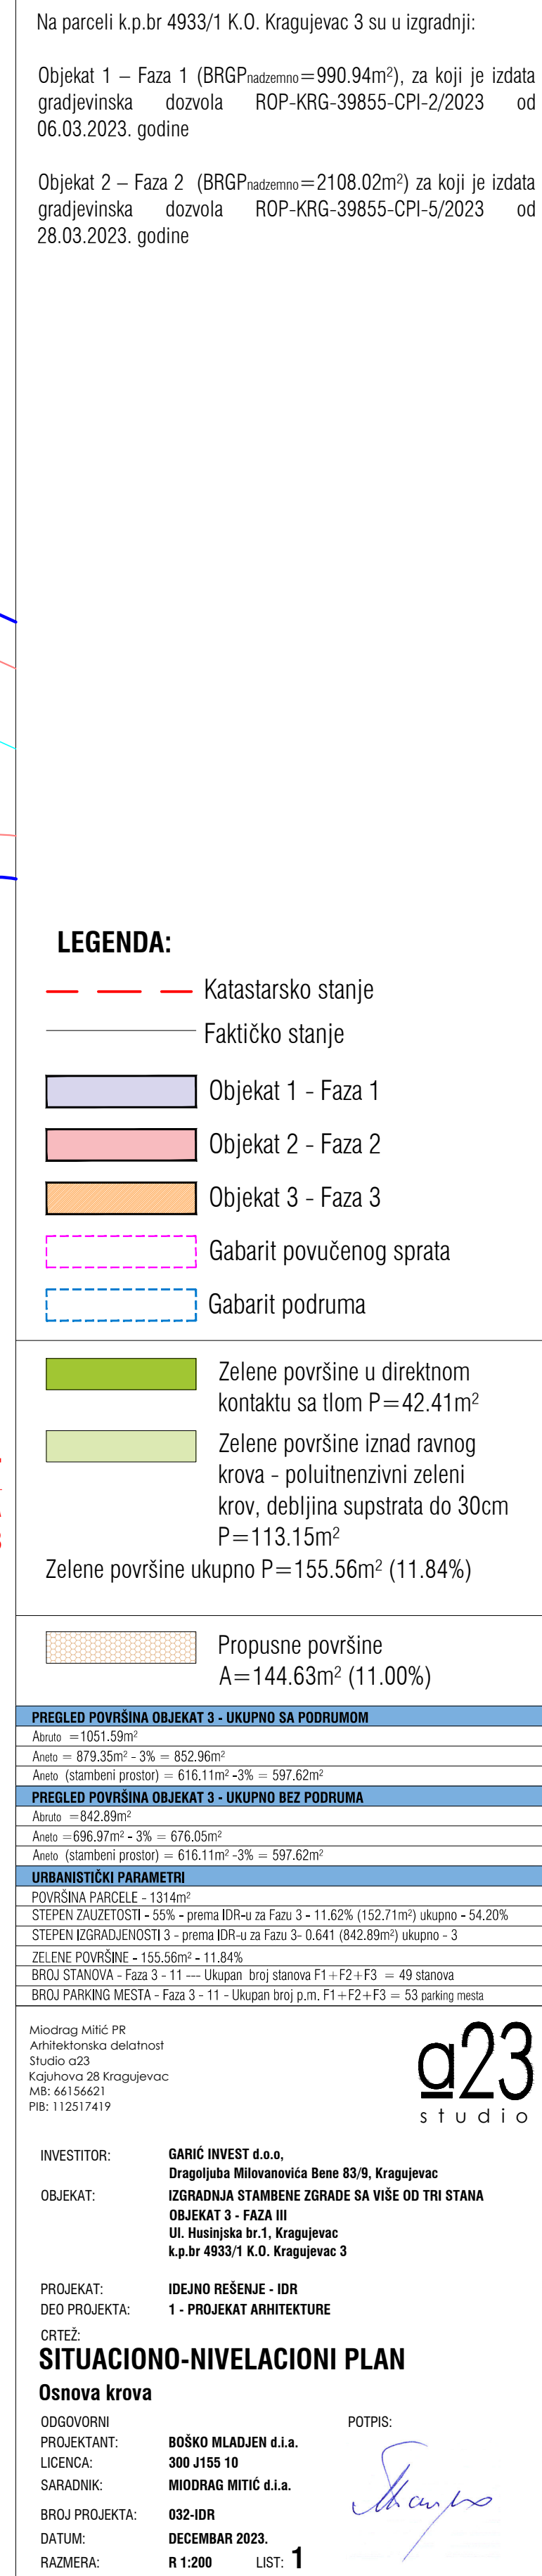 Na parceli k.p.br 4933/1 K.O. Kragujevac 3 su u izgradnji:
Objekat 1 – Faza 1 (BRGPnadzemno=990.94m²), za koji je izdata
gradjevinska dozvola ROP-KRG-39855-CPI-2/2023 od
06.03.2023. godine
Objekat 2 – Faza 2 (BRGPnadzemno=2108.02m²) za koji je izdata
gradjevinska dozvola ROP-KRG-39855-CPI-5/2023 od
28.03.2023. godine
LEGENDA:
Katastarsko stanje
Faktičko stanje
Objekat 1 - Faza 1
Objekat 2 - Faza 2
Objekat 3 - Faza 3
Gabarit povučenog sprata
Gabarit podruma
Zelene površine u direktnom
kontaktu sa tlom P=42.41m²
Zelene površine iznad ravnog
krova - poluitnenzivni zeleni
krov, debljina supstrata do 30cm
P=113.15m²
Zelene površine ukupno P=155.56m² (11.84%)
Propusne površine
A=144.63m² (11.00%)
PREGLED POVRŠINA OBJEKAT 3 - UKUPNO SA PODRUMOM
Abruto =1051.59m²
Aneto = 879.35m² - 3% = 852.96m²
Aneto (stambeni prostor) = 616.11m² -3% = 597.62m²
PREGLED POVRŠINA OBJEKAT 3 - UKUPNO BEZ PODRUMA
Abruto =842.89m²
Aneto =696.97m² - 3% = 676.05m²
Aneto (stambeni prostor) = 616.11m² -3% = 597.62m²
URBANISTIČKI PARAMETRI
POVRŠINA PARCELE - 1314m²
STEPEN ZAUZETOSTI - 55% - prema IDR-u za Fazu 3 - 11.62% (152.71m²) ukupno - 54.20%
STEPEN IZGRADJENOSTI 3 - prema IDR-u za Fazu 3- 0.641 (842.89m²) ukupno - 3
ZELENE POVRŠINE - 155.56m² - 11.84%
BROJ STANOVA - Faza 3 - 11 --- Ukupan broj stanova F1+F2+F3 = 49 stanova
BROJ PARKING MESTA - Faza 3 - 11 - Ukupan broj p.m. F1+F2+F3 = 53 parking mesta
Miodrag Mitić PR
Arhitektonska delatnost
Studio a23
Kajuhova 28 Kragujevac
MB: 66156621
PIB: 112517419
a23
studio
INVESTITOR: GARIĆ INVEST d.o.o,
Dragoljuba Milovanovića Bene 83/9, Kragujevac
OBJEKAT: IZGRADNJA STAMBENE ZGRADE SA VIŠE OD TRI STANA
OBJEKAT 3 - FAZA III
Ul. Husinjska br.1, Kragujevac
k.p.br 4933/1 K.O. Kragujevac 3
PROJEKAT: IDEJNO REŠENJE - IDR
DEO PROJEKTA: 1 - PROJEKAT ARHITEKTURE
CRTEŽ:
SITUACIONO-NIVELACIONI PLAN
Osnova krova
ODGOVORNI POTPIS:
PROJEKTANT: BOŠKO MLADJEN d.i.a.
LICENCA: 300 J155 10
SARADNIK: MIODRAG MITIĆ d.i.a.
BROJ PROJEKTA: 032-IDR
DATUM: DECEMBAR 2023.
RAZMERA: R 1:200 LIST: 1